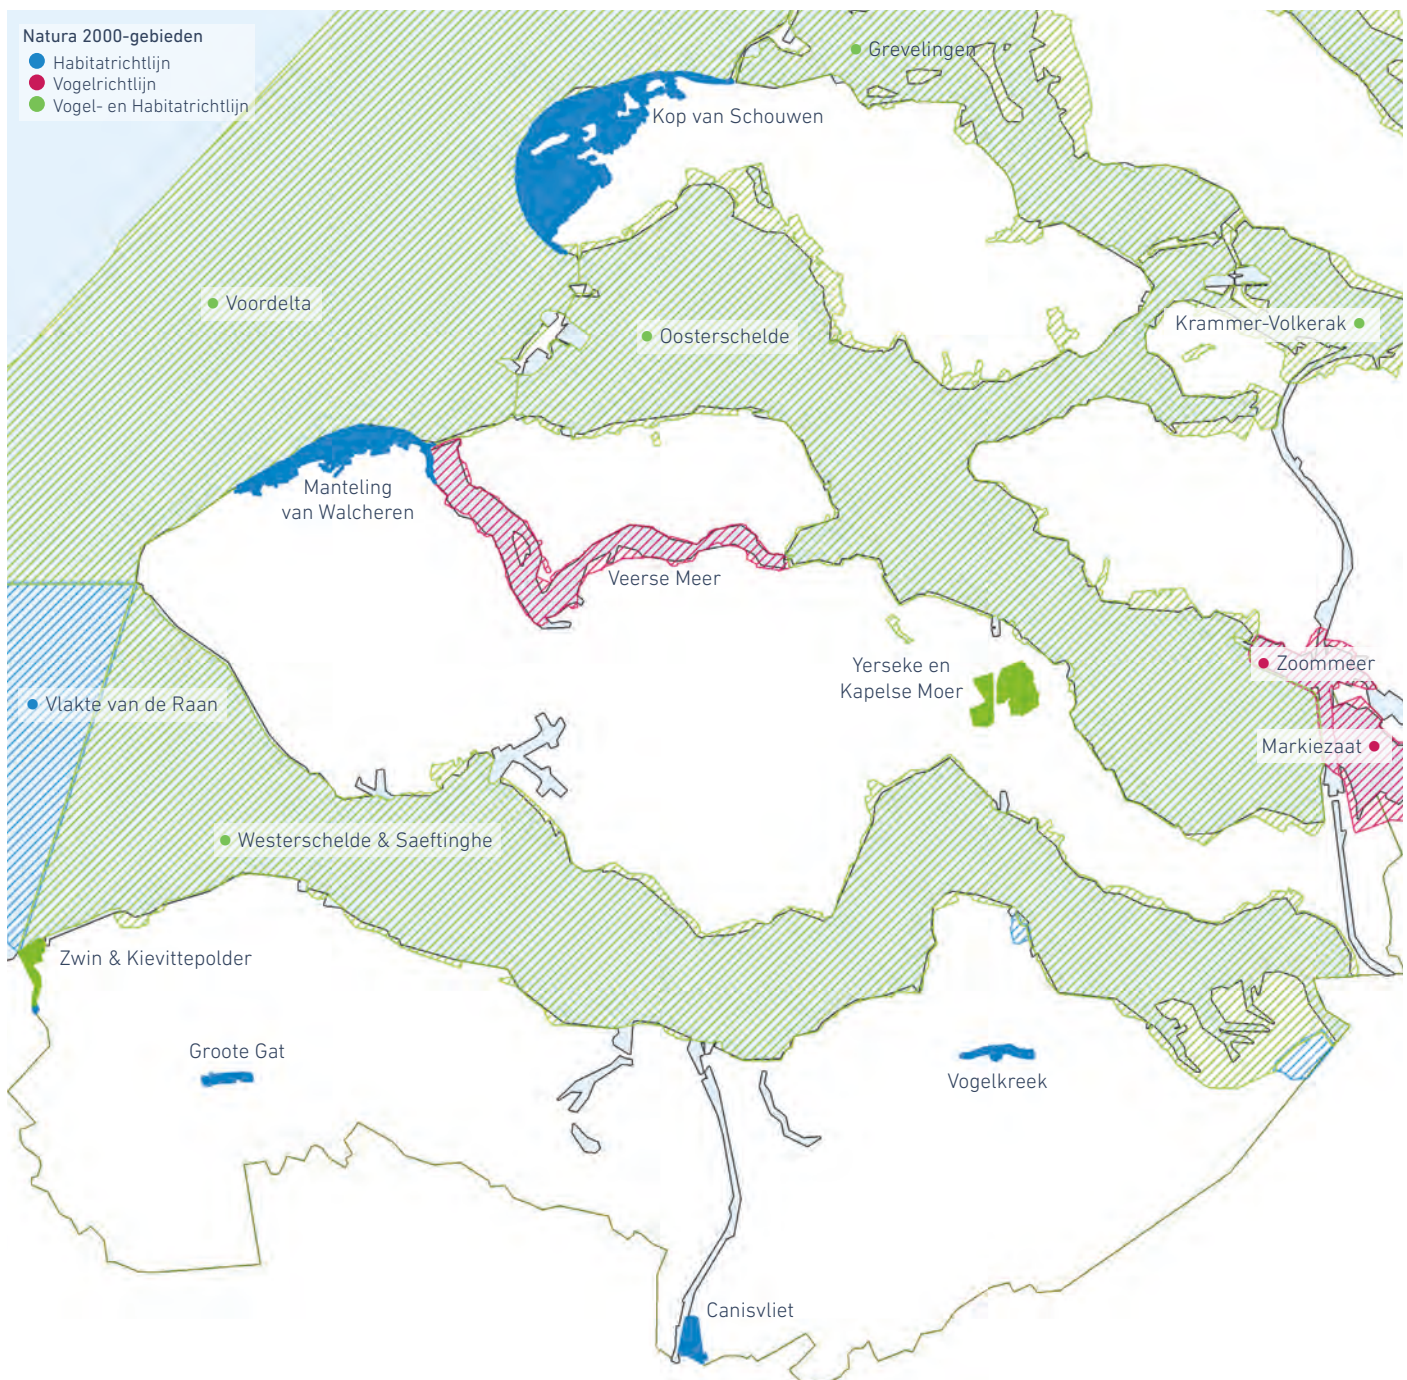 Natura 2000-gebieden
Habitatrichtlijn
Vogelrichtlijn
Vogel- en Habitatrichtlijn
Grevelingen
Kop van Schouwen
Voordelta
Oosterschelde
Krammer-Volkerak
Manteling
van Walcheren
Veerse Meer
Yerseke en
Kapelse Moer
Zoommeer
Vlakte van de Raan
Markiezaat
Westerschelde & Saeftinghe
Zwin & Kievittepolder
Groote Gat
Vogelkreek
Canisvliet